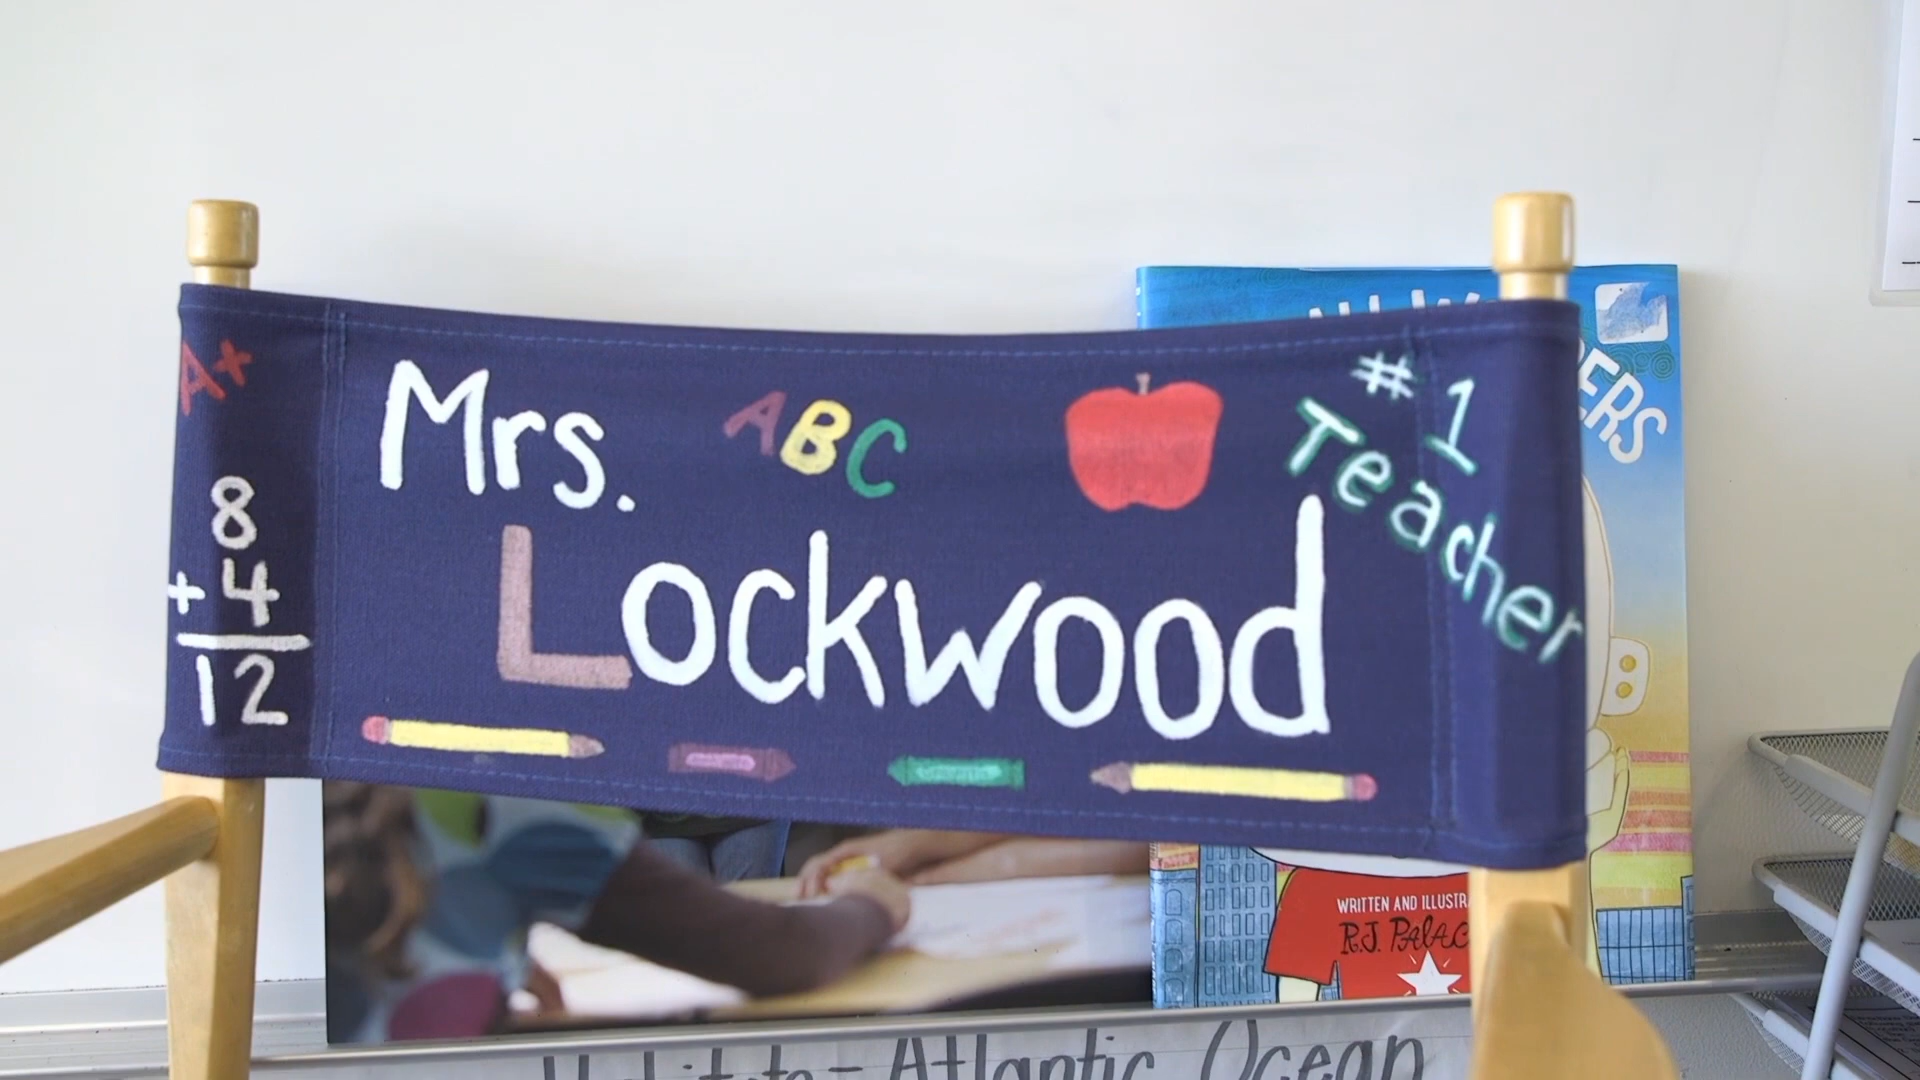 A+
8
+ 4
12
Mrs.
ABC
Lockwood
#1
Teacher
WRITTEN AND ILLUSTRA
R.J. PALAC
Atlantic Ocean